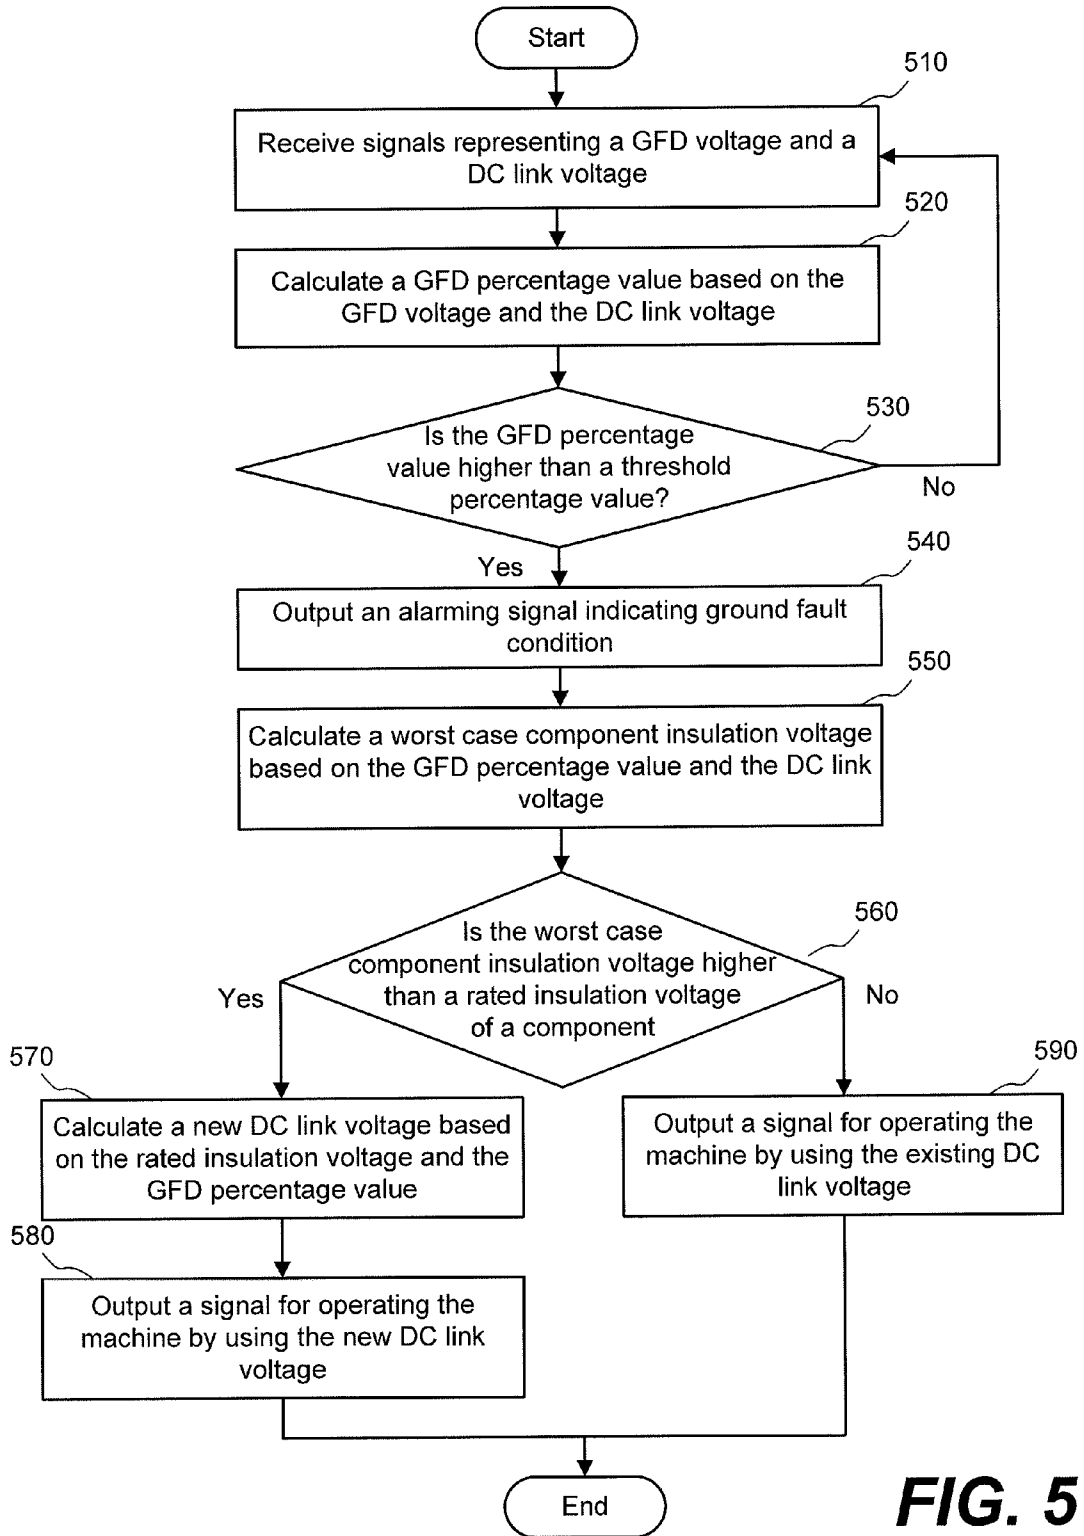 Start
510
Receive signals representing a GFD voltage and a
DC link voltage
520
Calculate a GFD percentage value based on the
GFD voltage and the DC link voltage
530
Is the GFD percentage
value higher than a threshold
percentage value?
No
Yes
540
Output an alarming signal indicating ground fault
condition
550
Calculate a worst case component insulation voltage
based on the GFD percentage value and the DC link
voltage
560
Is the worst case
component insulation voltage higher
than a rated insulation voltage
of a component
Yes
No
570
Calculate a new DC link voltage based
on the rated insulation voltage and the
GFD percentage value
590
Output a signal for operating the
machine by using the existing DC
link voltage
580
Output a signal for operating the
machine by using the new DC link
voltage
End
FIG. 5